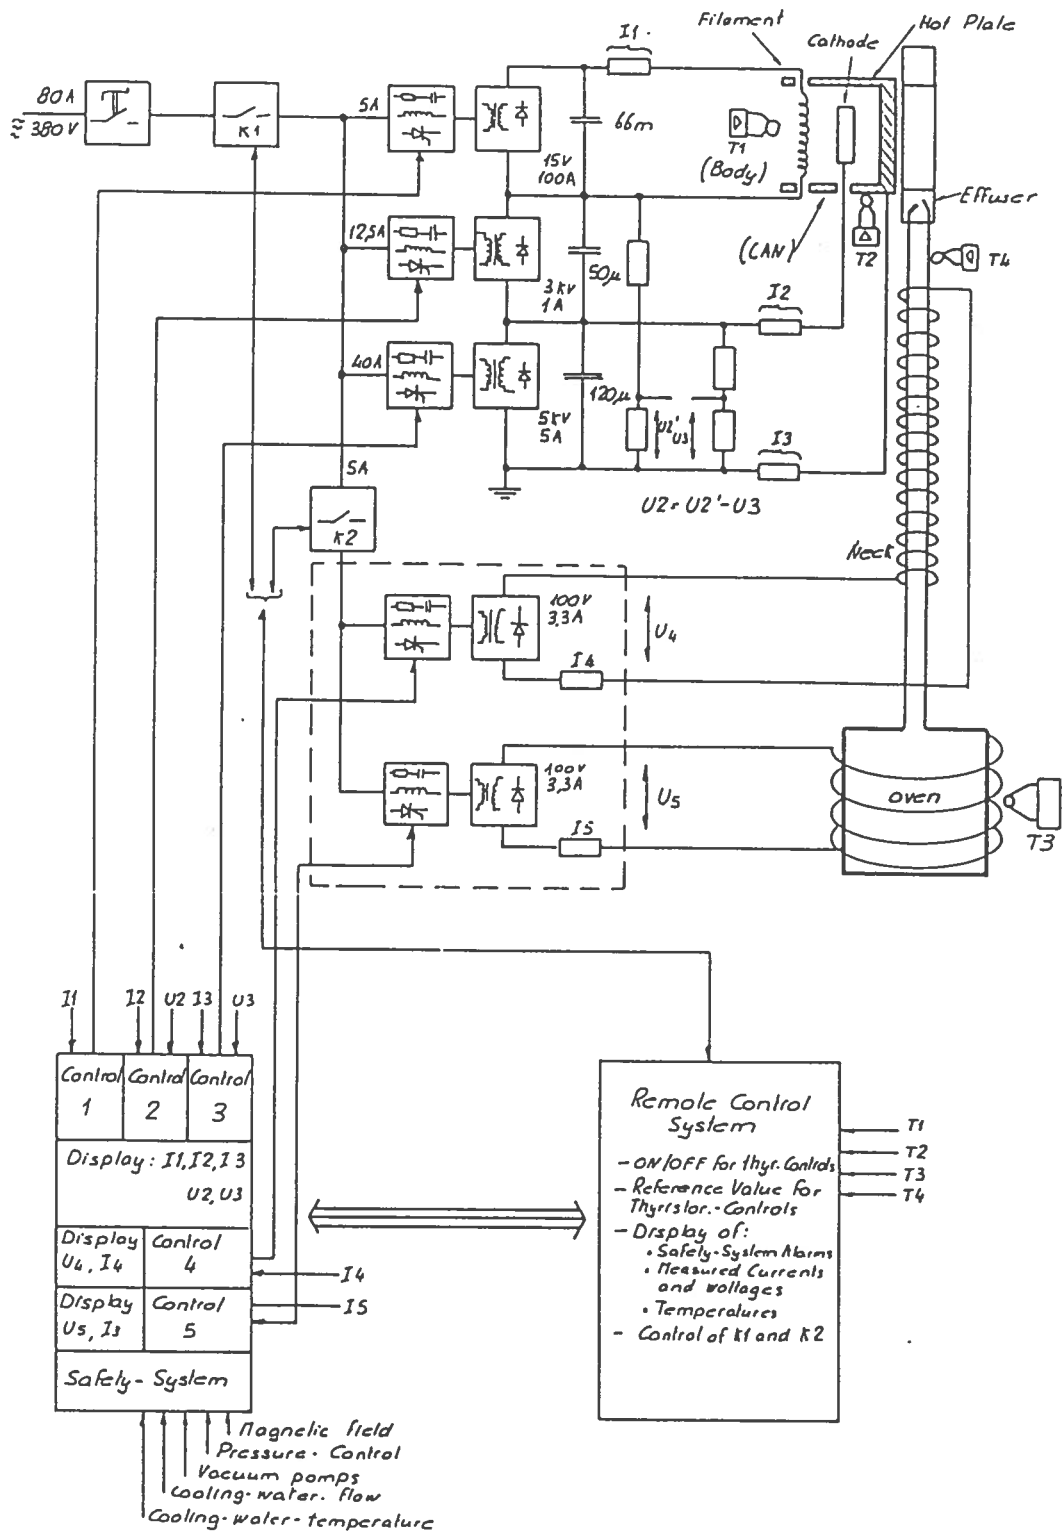 Filament
I1
Cathode
Hot Plate
80A
≈ 380V
K1
5A
66m
T1
(Body)
15V
100A
Effuser
12,5A
(CAN)
T2
T4
50µ
3kV
1A
I2
40A
120µ
5kV
5A
U2'
U3
I3
5A
U2= U2'-U3
K2
Neck
100V
3,3A
U4
I4
100V
3,3A
U5
oven
I5
T3
I1
I2
U2
I3
U3
Control
1
Control
2
Control
3
Display: I1,I2,I3
U2,U3
Display
U4, I4
Control
4
I4
Display
U5, I3
Control
5
I5
Safety-System
Magnetic field
Pressure-Control
Vacuum pomps
Cooling-water-flow
Cooling-water-temperature
Remote Control
System
- ON/OFF for thyr. Controls
- Reference Value for
Thyristor.-Controls
- Display of:
• Safety-System Alarms
• Measured Currents
and voltages
• Temperatures
- Control of K1 and K2
T1
T2
T3
T4